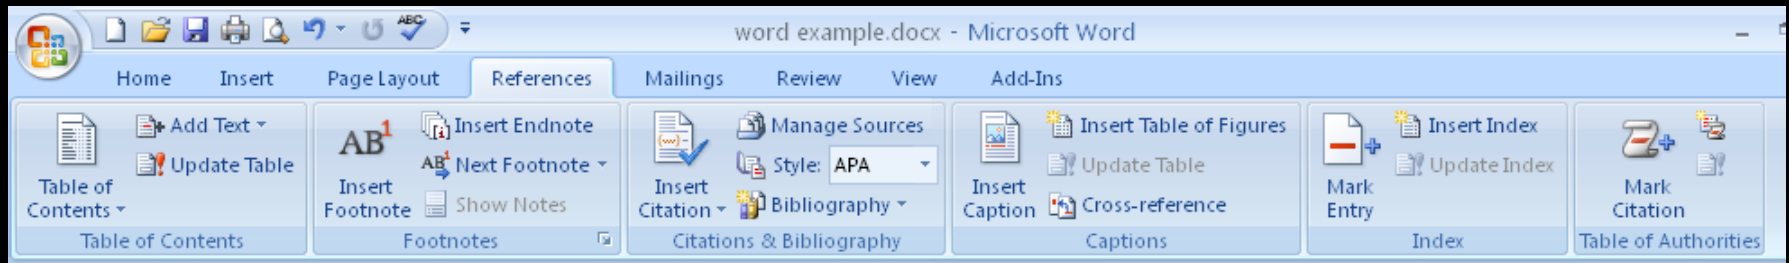 ABC
word example.docx - Microsoft Word
Home Insert Page Layout References Mailings Review View Add-Ins
Table of
Contents
Add Text
Update Table
Table of Contents
AB1
Insert
Footnote
[i] Insert Endnote
AB1 Next Footnote
Show Notes
Footnotes
Insert
Citation
Manage Sources
Style: APA
Bibliography
Citations & Bibliography
Insert
Caption
Insert Table of Figures
Update Table
Cross-reference
Captions
Mark
Entry
Insert Index
Update Index
Index
Mark
Citation
Table of Authorities